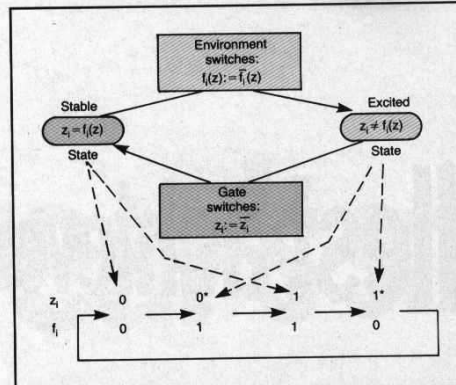 Environment
switches:
fᵢ(z):=f̅ᵢ(z)
Stable
Excited
zᵢ=fᵢ(z)
zᵢ≠fᵢ(z)
State
State
Gate
switches:
zᵢ:=z̅ᵢ
zᵢ 0 0* 1 1*
fᵢ 0 1 1 0